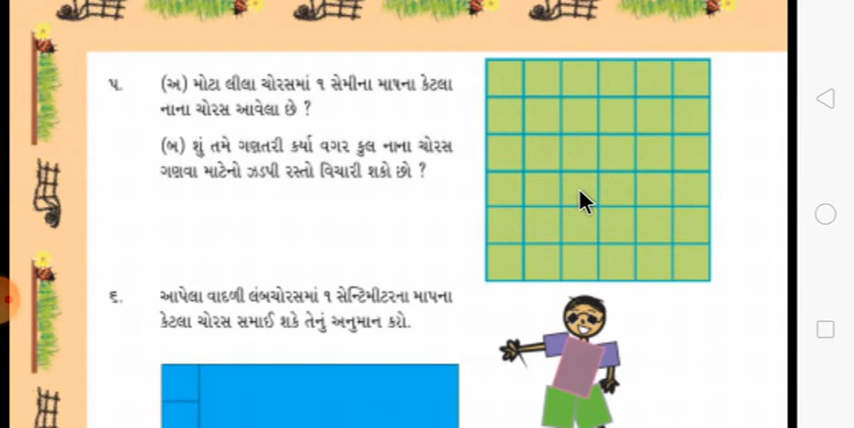 ૫. (અ) મોટા લીલા ચોરસમાં ૧ સેમીના માપના કેટલા
નાના ચોરસ આવેલા છે ?
(બ) શું તમે ગણતરી કર્યા વગર કુલ નાના ચોરસ
ગણવા માટેનો ઝડપી રસ્તો વિચારી શકો છો ?
૬. આપેલા વાદળી લંબચોરસમાં ૧ સેન્ટિમીટરના માપના
કેટલા ચોરસ સમાઈ શકે તેનું અનુમાન કરો.